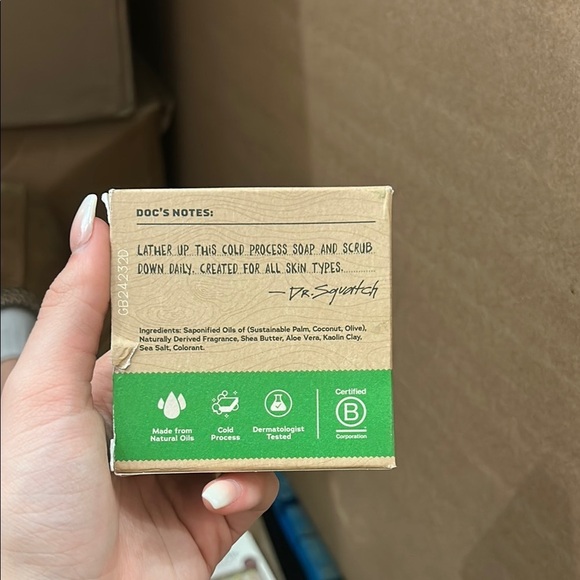 DOC'S NOTES:
LATHER UP THIS COLD PROCESS SOAP AND SCRUB
DOWN DAILY. CREATED FOR ALL SKIN TYPES.
—Dr. Squatch
GB242320
Ingredients: Saponified Oils of (Sustainable Palm, Coconut, Olive),
Naturally Derived Fragrance, Shea Butter, Aloe Vera, Kaolin Clay,
Sea Salt, Colorant.
Made from
Natural Oils
Cold
Process
Dermatologist
Tested
Certified
B
Corporation